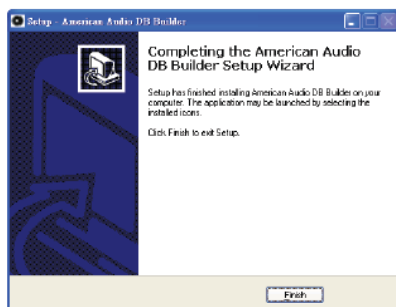 Setup - American Audio DB Builder
Completing the American Audio
DB Builder Setup Wizard
Setup has finished installing American Audio DB Builder on your
computer. The application may be launched by selecting the
installed icons.
Click Finish to exit Setup.
Finish